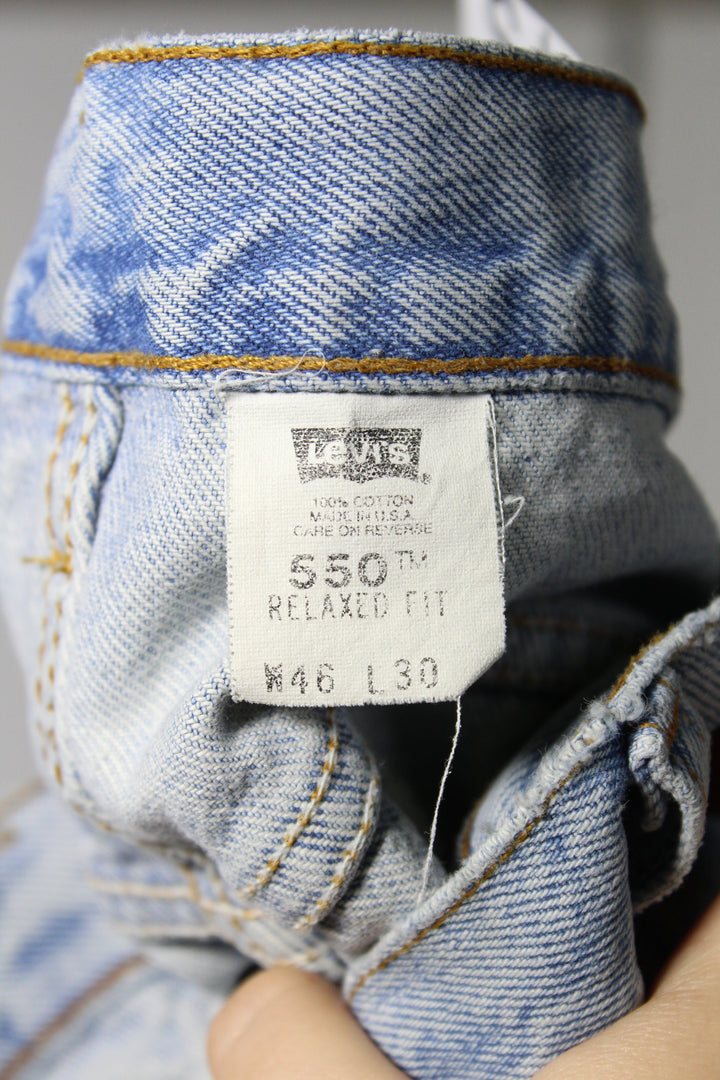 Levi's®
100% COTTON
MADE IN U.S.A.
CARE ON REVERSE
550™
RELAXED FIT
W46 L30